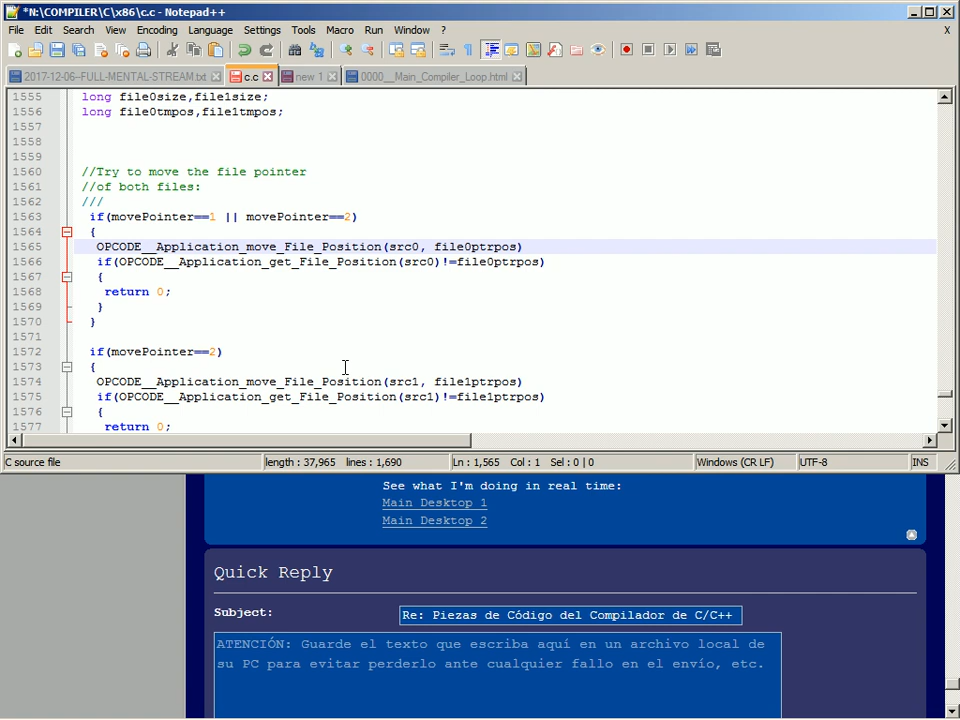 *N:\COMPILER\C\x86\c.c - Notepad++
File Edit Search View Encoding Language Settings Tools Macro Run Window ? X
2017-12-06--FULL-MENTAL-STREAM.txt c.c new 1 0000__Main_Compiler_Loop.html
1555 long file0size,file1size;
1556 long file0tmpos,file1tmpos;
1557
1558
1559
1560 //Try to move the file pointer
1561 //of both files:
1562 ///
1563 if(movePointer==1 || movePointer==2)
1564 {
1565 OPCODE__Application_move_File_Position(src0, file0ptrpos)
1566 if(OPCODE__Application_get_File_Position(src0)!=file0ptrpos)
1567 {
1568 return 0;
1569 }
1570 }
1571
1572 if(movePointer==2)
1573 {
1574 OPCODE__Application_move_File_Position(src1, file1ptrpos)
1575 if(OPCODE__Application_get_File_Position(src1)!=file1ptrpos)
1576 {
1577 return 0;
C source file length : 37,965 lines : 1,690 Ln : 1,565 Col : 1 Sel : 0 | 0 Windows (CR LF) UTF-8 INS
See what I'm doing in real time:
Main Desktop 1
Main Desktop 2
Quick Reply
Subject: Re: Piezas de Código del Compilador de C/C++
ATENCIÓN: Guarde el texto que escriba aquí en un archivo local de
su PC para evitar perderlo ante cualquier fallo en el envío, etc.